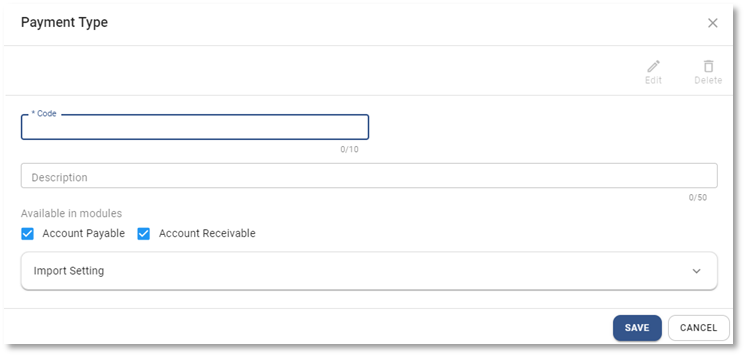 Payment Type
Edit Delete
* Code
0/10
Description
0/50
Available in modules
Account Payable Account Receivable
Import Setting
SAVE CANCEL